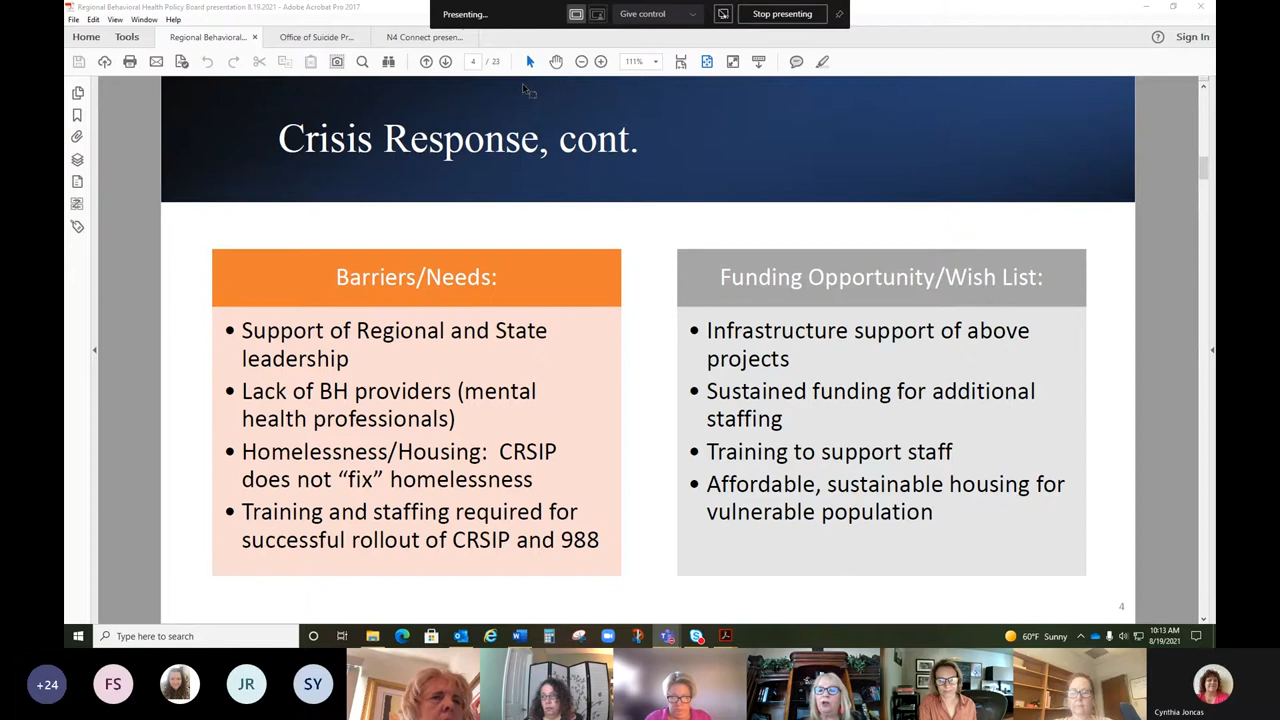 Regional Behavioral Health Policy Board presentation 8.19.2021 - Adobe Acrobat Pro 2017
Presenting...
Give control
Stop presenting
File Edit View Window Help
Home Tools
Regional Behavioral... ×
Office of Suicide Pr...
N4 Connect presen...
Sign In
4 / 23
111%
Crisis Response, cont.
Barriers/Needs:
• Support of Regional and State
leadership
• Lack of BH providers (mental
health professionals)
• Homelessness/Housing: CRSIP
does not “fix” homelessness
• Training and staffing required for
successful rollout of CRSIP and 988
Funding Opportunity/Wish List:
• Infrastructure support of above
projects
• Sustained funding for additional
staffing
• Training to support staff
• Affordable, sustainable housing for
vulnerable population
4
Type here to search
60°F Sunny
10:13 AM
8/19/2021
+24
FS
JR
SY
Cynthia Joncas